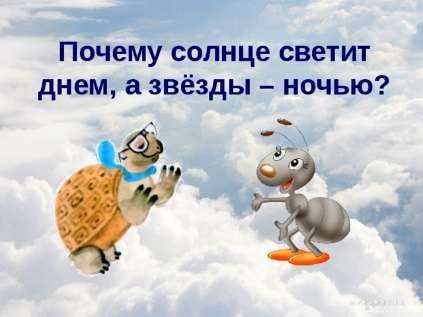 Почему солнце светит
днем, а звёзды – ночью?